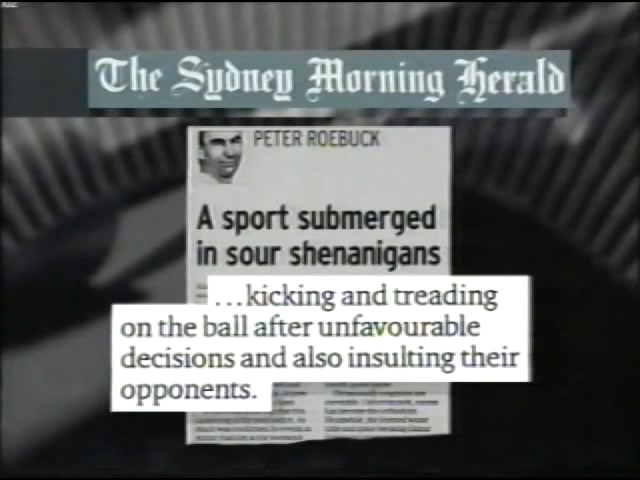 The Sydney Morning Herald
PETER ROEBUCK
A sport submerged
in sour shenanigans
...kicking and treading
on the ball after unfavourable
decisions and also insulting their
opponents.